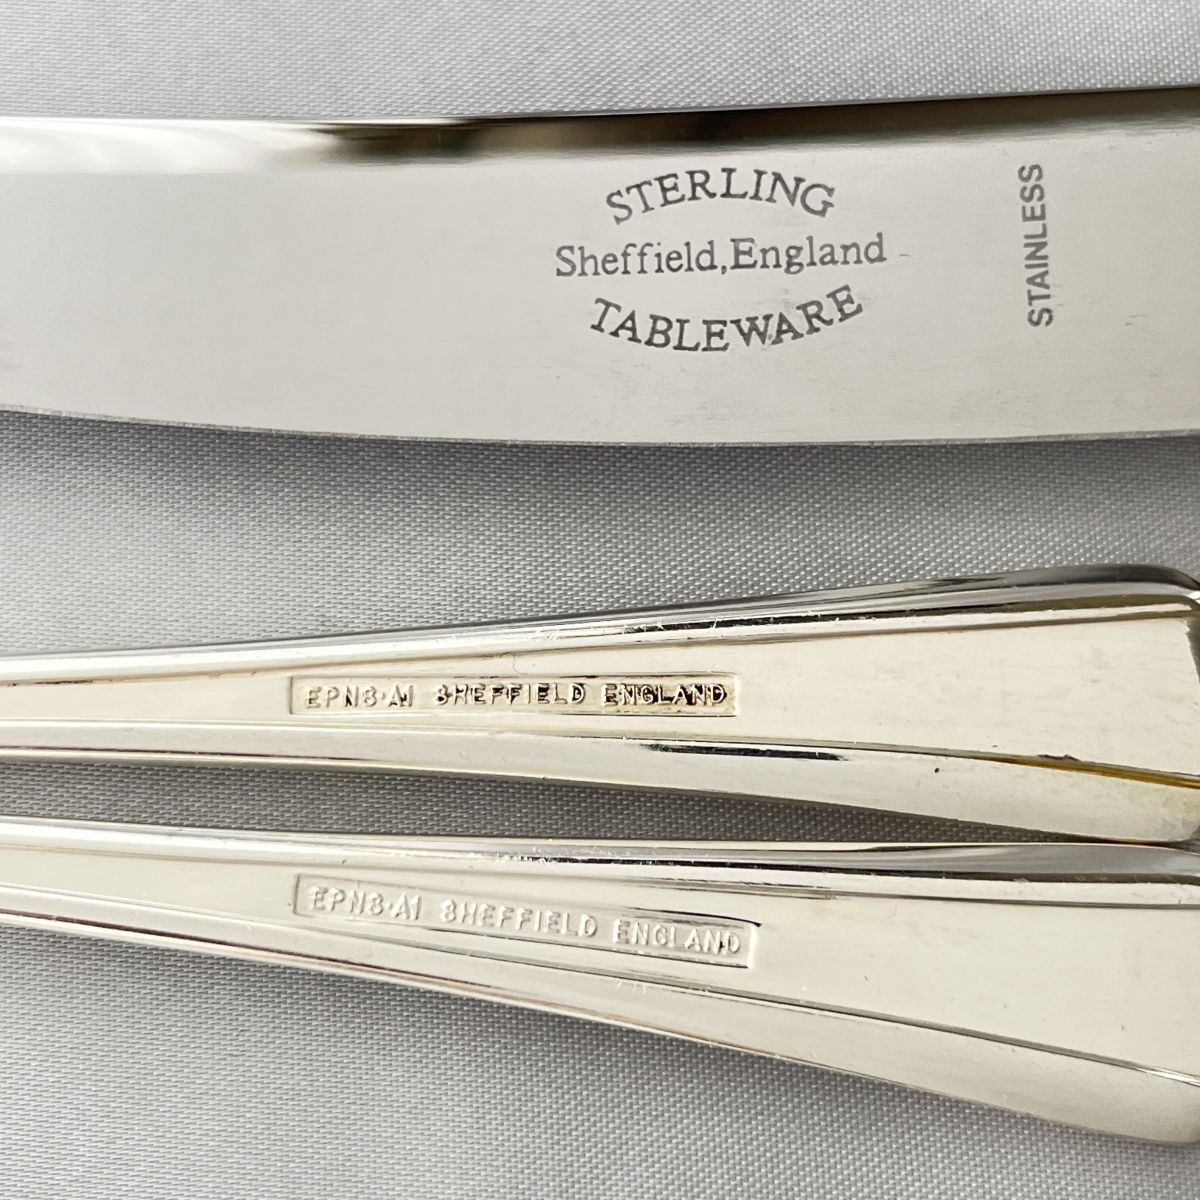 STERLING
Sheffield,England
TABLEWARE
STAINLESS
EPNS·A1 SHEFFIELD ENGLAND
EPNS·A1 SHEFFIELD ENGLAND